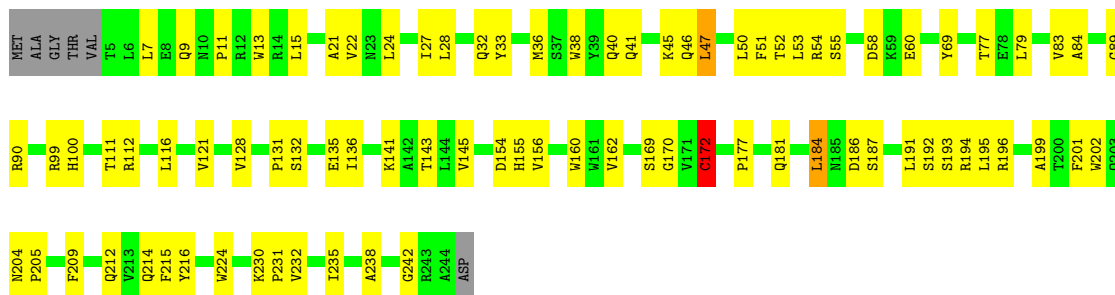 MET ALA GLY THR VAL T5 L6 L7 E8 Q9 N10 P11 R12 W13 R14 L15 A21 V22 N23 L24 I27 L28 Q32 Y33 M36 S37 W38 Y39 Q40 Q41 K45 Q46 L47 L50 F51 T52 L53 R54 S55 D58 K59 E60 Y69 T77 E78 L79 V83 A84 G89
R90 R99 H100 T111 R112 L116 V121 V128 P131 S132 E135 I136 K141 A142 T143 L144 V145 D154 H155 V156 W160 W161 V162 S169 G170 V171 C172 P177 Q181 L184 N185 D186 S187 L191 S192 S193 R194 L195 R196 A199 T200 F201 W202
N204 P205 F209 Q212 V213 Q214 F215 Y216 W224 K230 P231 V232 I235 A238 G242 R243 A244 ASP